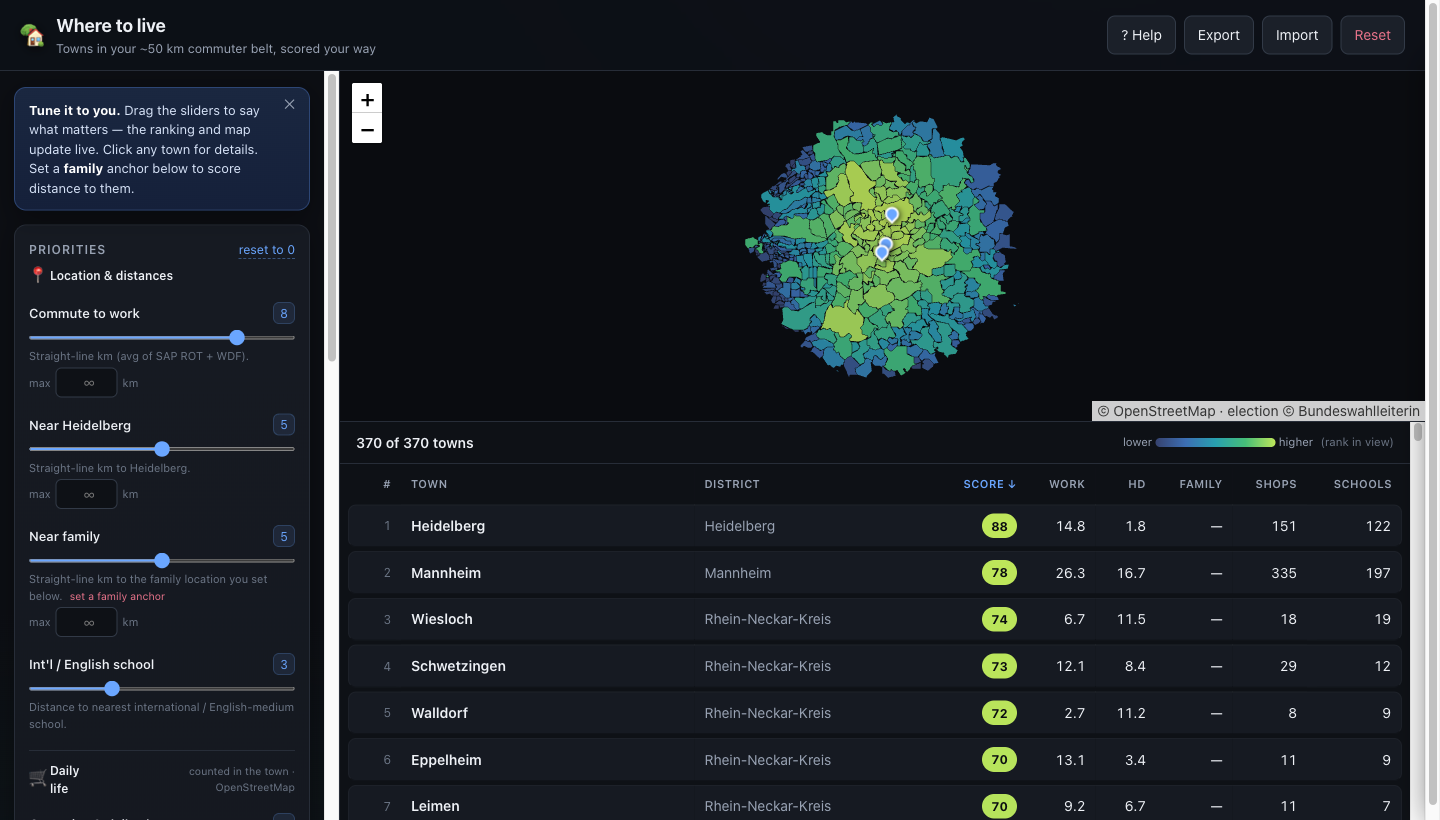 Where to live
Towns in your ~50 km commuter belt, scored your way
? Help
Export
Import
Reset
Tune it to you. Drag the sliders to say
what matters — the ranking and map
update live. Click any town for details.
Set a family anchor below to score
distance to them.
PRIORITIES
reset to 0
Location & distances
Commute to work
8
Straight-line km (avg of SAP ROT + WDF).
max ∞ km
Near Heidelberg
5
Straight-line km to Heidelberg.
max ∞ km
Near family
5
Straight-line km to the family location you set
below. set a family anchor
max ∞ km
Int'l / English school
3
Distance to nearest international / English-medium
school.
Daily
life
counted in the town ·
OpenStreetMap
+
−
© OpenStreetMap · election © Bundeswahlleiterin
370 of 370 towns
lower
higher (rank in view)
# TOWN DISTRICT SCORE ↓ WORK HD FAMILY SHOPS SCHOOLS
1 Heidelberg Heidelberg 88 14.8 1.8 — 151 122
2 Mannheim Mannheim 78 26.3 16.7 — 335 197
3 Wiesloch Rhein-Neckar-Kreis 74 6.7 11.5 — 18 19
4 Schwetzingen Rhein-Neckar-Kreis 73 12.1 8.4 — 29 12
5 Walldorf Rhein-Neckar-Kreis 72 2.7 11.2 — 8 9
6 Eppelheim Rhein-Neckar-Kreis 70 13.1 3.4 — 11 9
7 Leimen Rhein-Neckar-Kreis 70 9.2 6.7 — 11 7